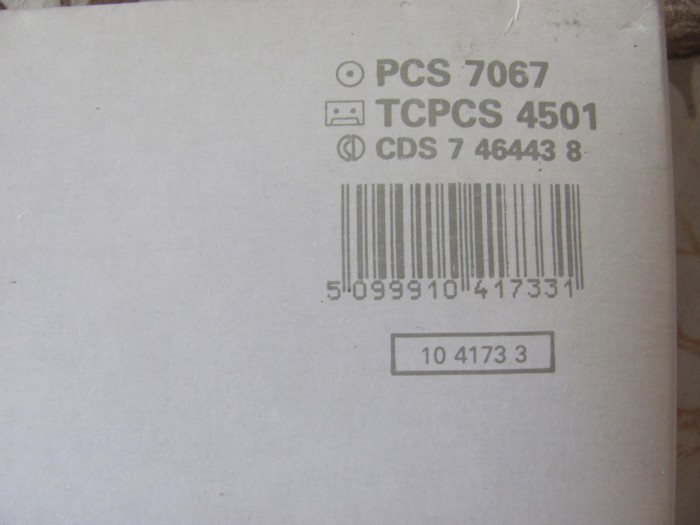 PCS 7067
TCPCS 4501
CDS 7 46443 8
5 099910 417331
10 4173 3